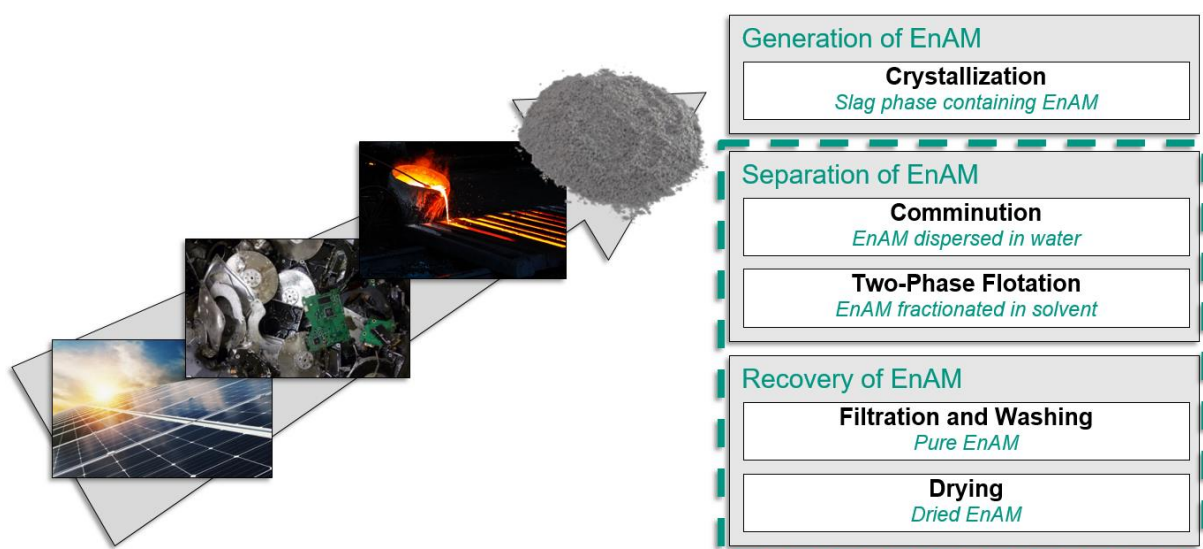 Generation of EnAM
Crystallization
Slag phase containing EnAM
Separation of EnAM
Comminution
EnAM dispersed in water
Two-Phase Flotation
EnAM fractionated in solvent
Recovery of EnAM
Filtration and Washing
Pure EnAM
Drying
Dried EnAM